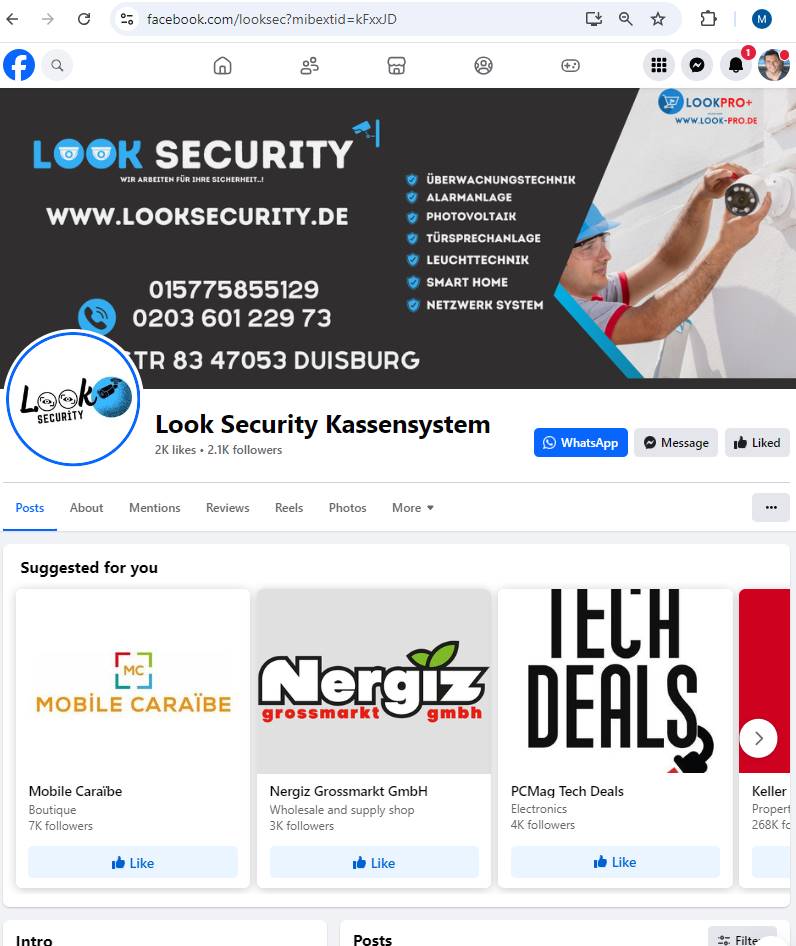 facebook.com/looksec?mibextid=kFxxJD
M
1
LOOKPRO+
WWW.LOOK-PRO.DE
LOOK SECURITY
WIR ARBEITEN FÜR IHRE SICHERHEIT..!
WWW.LOOKSECURITY.DE
ÜBERWACNUNGSTECHNIK
ALARMANLAGE
PHOTOVOLTAIK
TÜRSPRECHANLAGE
LEUCHTTECHNIK
SMART HOME
NETZWERK SYSTEM
015775855129
0203 601 229 73
STR 83 47053 DUISBURG
Look
SECURİTY
Look Security Kassensystem
2K likes • 2.1K followers
WhatsApp
Message
Liked
Posts
About
Mentions
Reviews
Reels
Photos
More
Suggested for you
MC
MOBİLE CARAÏBE
Nergiz
grossmarkt gmbh
TECH
DEALS
Mobile Caraïbe
Boutique
7K followers
Like
Nergiz Grossmarkt GmbH
Wholesale and supply shop
3K followers
Like
PCMag Tech Deals
Electronics
4K followers
Like
Keller
Propert
268K fo
Intro
Posts
Filte